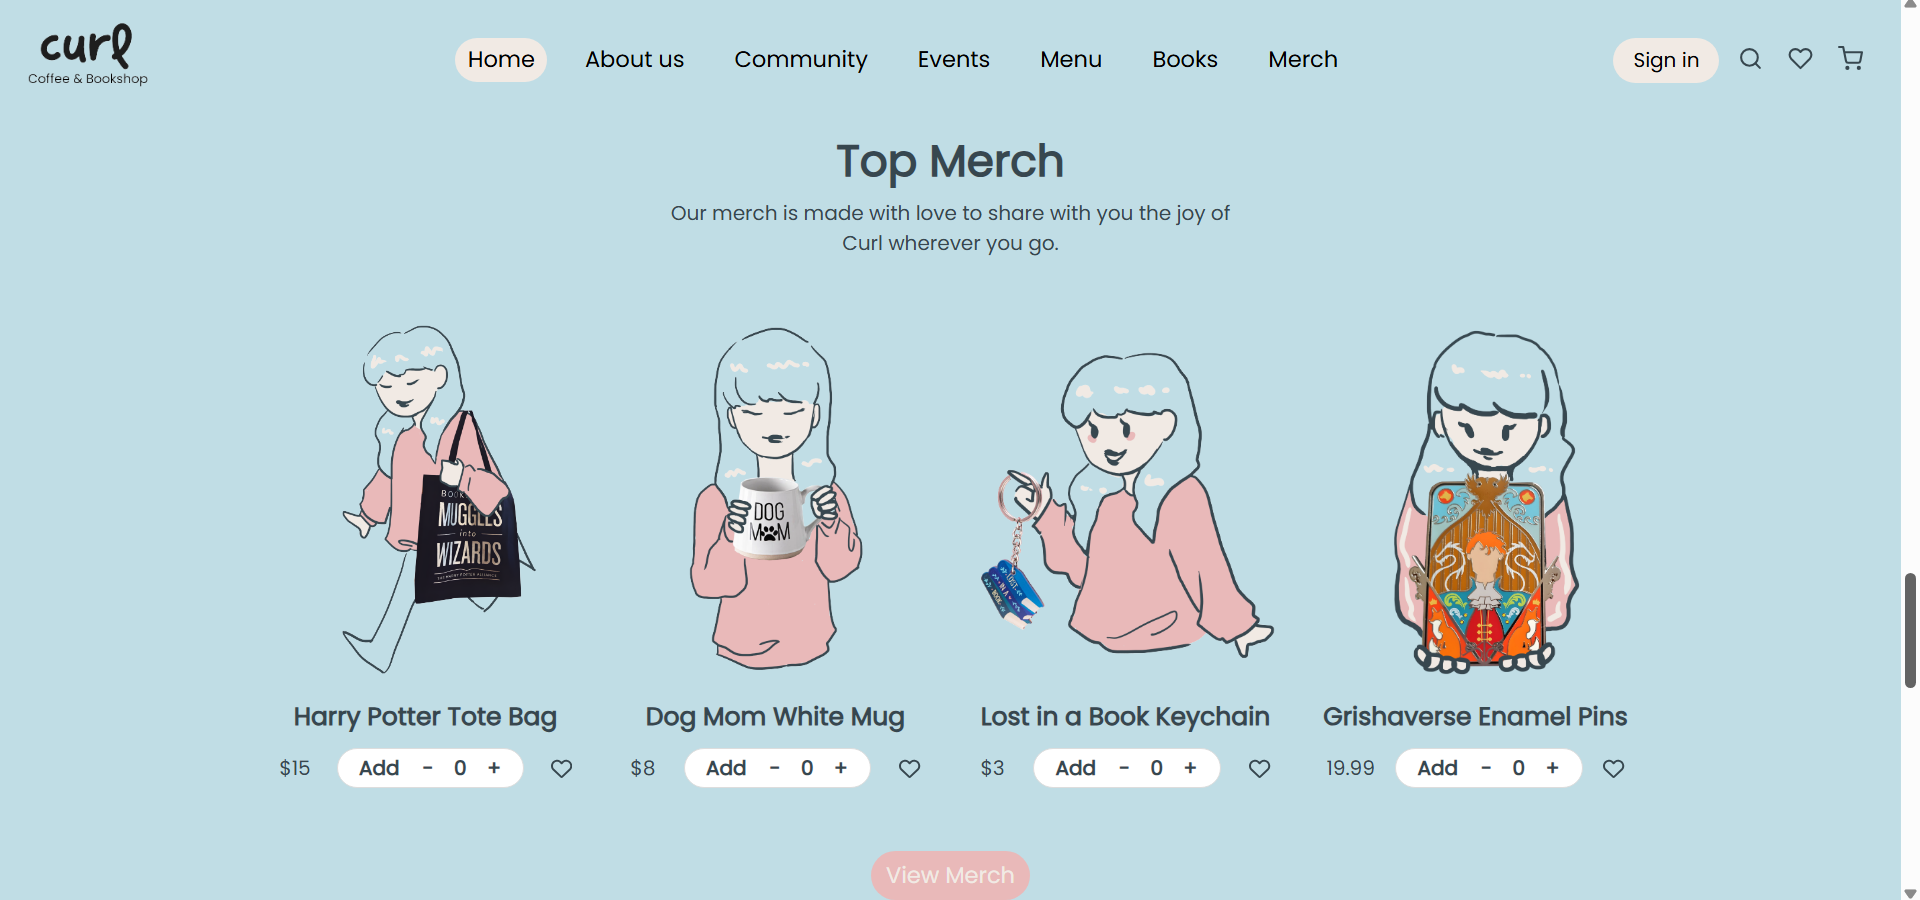 curl
Coffee & Bookshop
Home About us Community Events Menu Books Merch
Sign in
Top Merch
Our merch is made with love to share with you the joy of
Curl wherever you go.
BOOK
MUGGLES
into
WIZARDS
DOG
MOM
LOST
IN A
BOOK
Harry Potter Tote Bag
$15 Add - 0 +
Dog Mom White Mug
$8 Add - 0 +
Lost in a Book Keychain
$3 Add - 0 +
Grishaverse Enamel Pins
19.99 Add - 0 +
View Merch